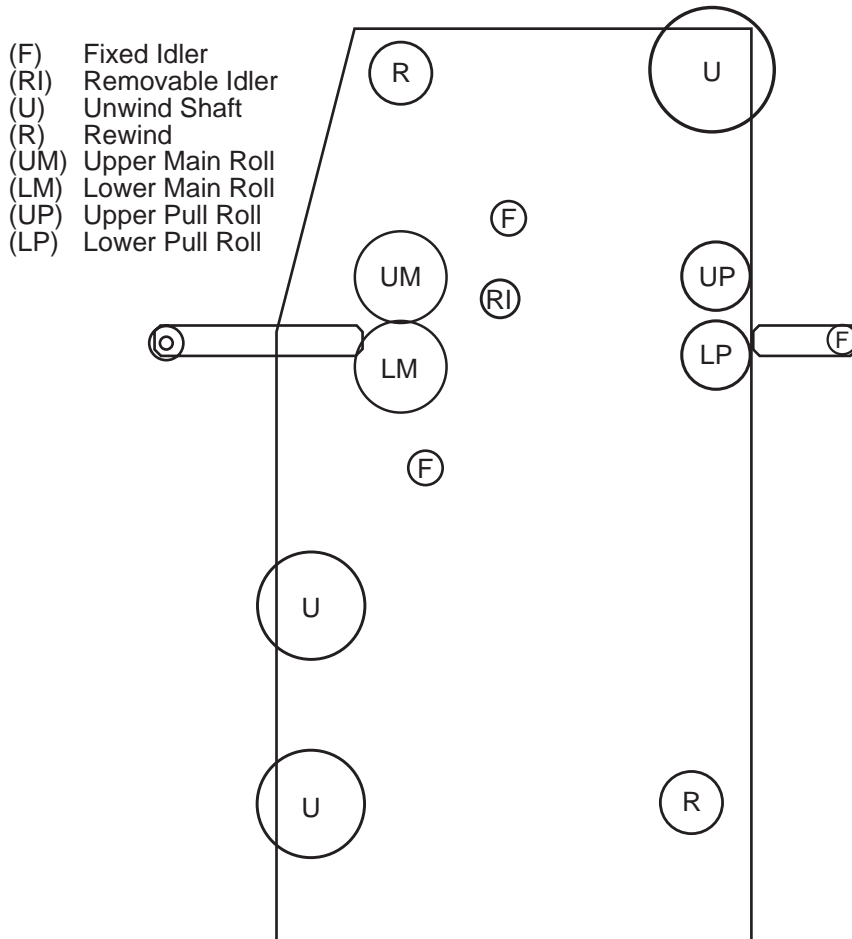 (F) Fixed Idler
(RI) Removable Idler
(U) Unwind Shaft
(R) Rewind
(UM) Upper Main Roll
(LM) Lower Main Roll
(UP) Upper Pull Roll
(LP) Lower Pull Roll
R
U
F
UM
RI
UP
LM
LP
F
F
U
U
R